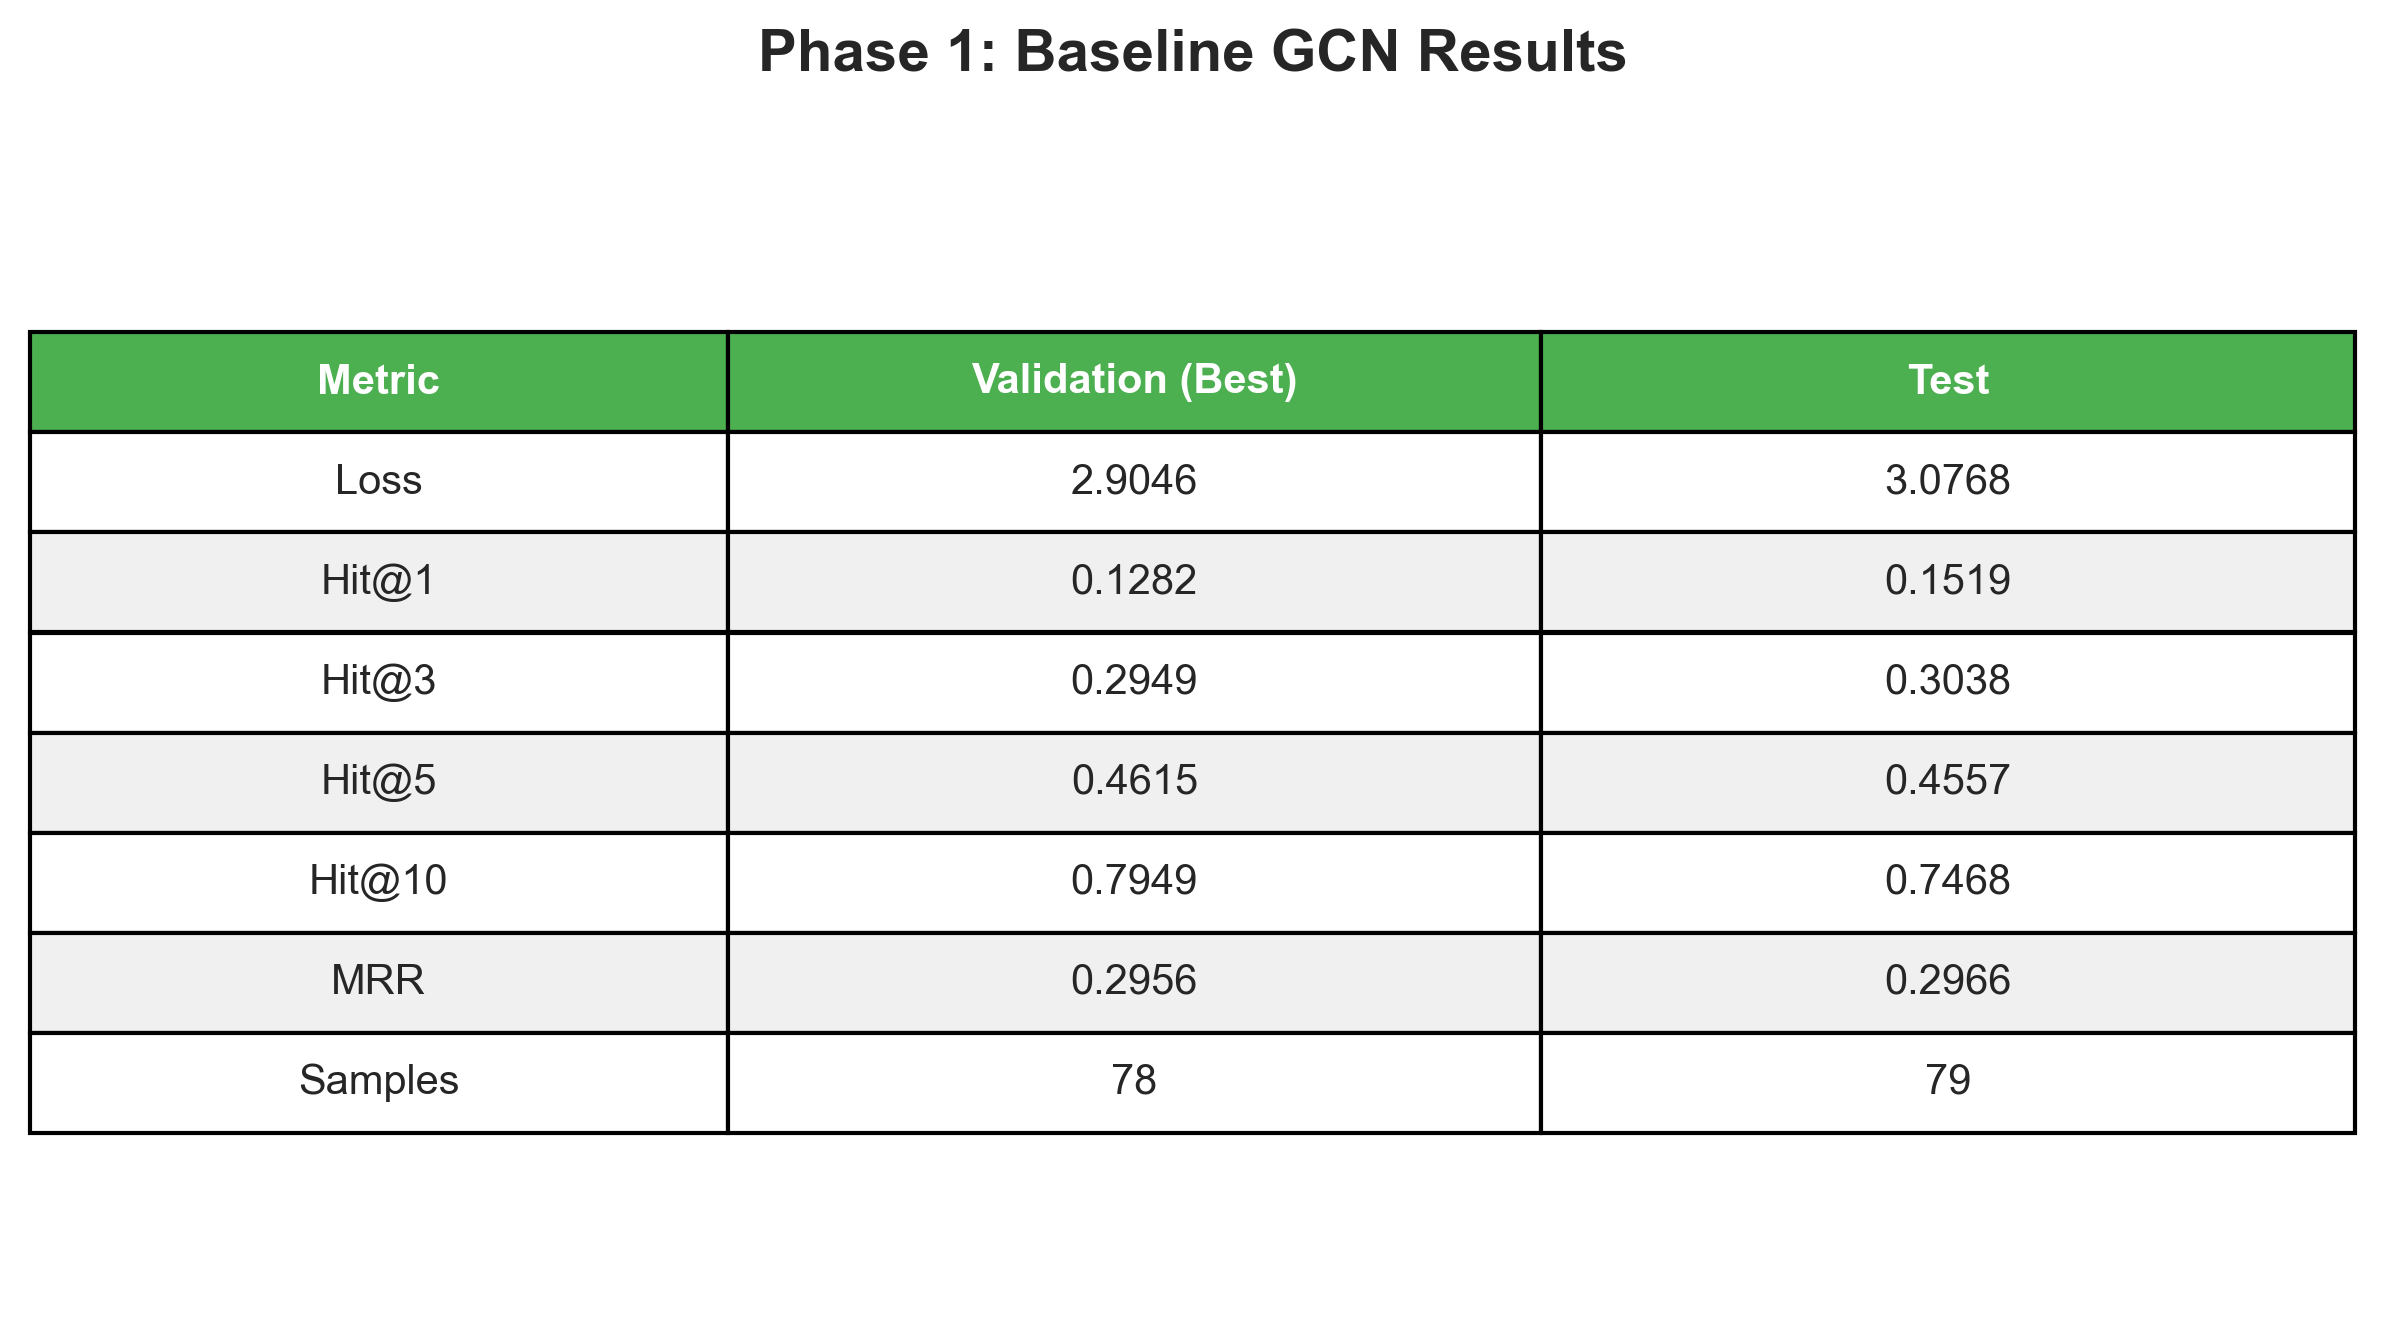 Phase 1: Baseline GCN Results
Metric Validation (Best) Test
Loss 2.9046 3.0768
Hit@1 0.1282 0.1519
Hit@3 0.2949 0.3038
Hit@5 0.4615 0.4557
Hit@10 0.7949 0.7468
MRR 0.2956 0.2966
Samples 78 79